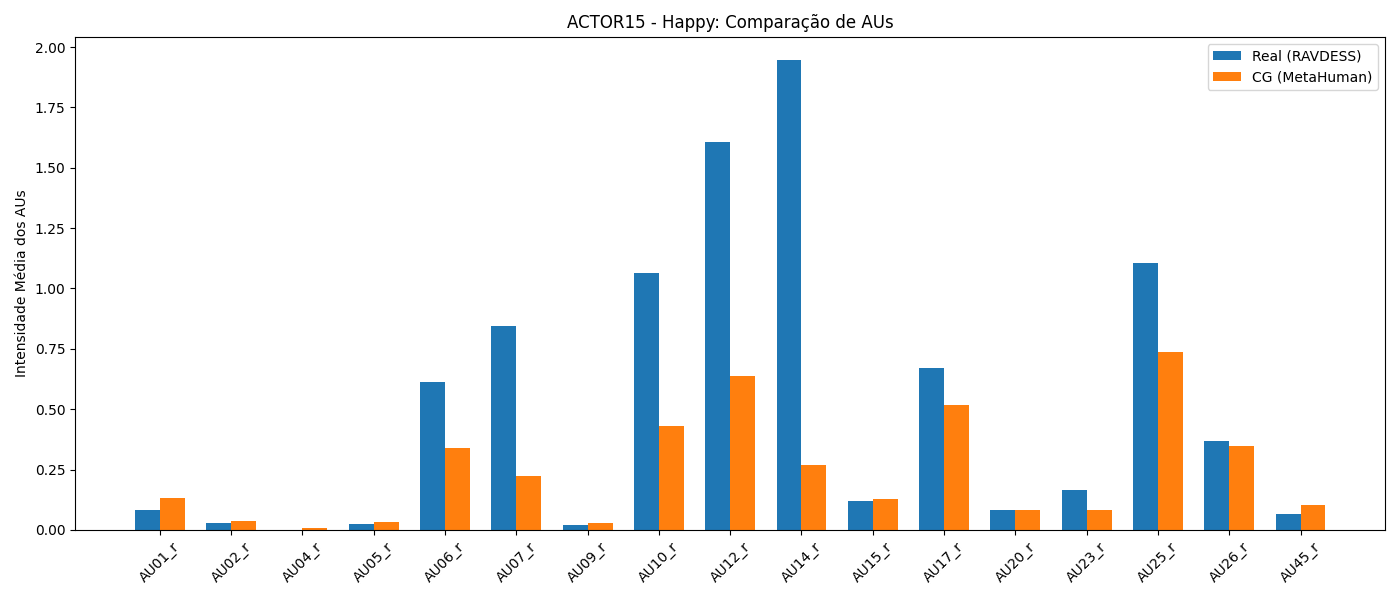 ACTOR15 - Happy: Comparação de AUs
Real (RAVDESS)
CG (MetaHuman)
Intensidade Média dos AUs
2.00
1.75
1.50
1.25
1.00
0.75
0.50
0.25
0.00
AU01_r
AU02_r
AU04_r
AU05_r
AU06_r
AU07_r
AU09_r
AU10_r
AU12_r
AU14_r
AU15_r
AU17_r
AU20_r
AU23_r
AU25_r
AU26_r
AU45_r